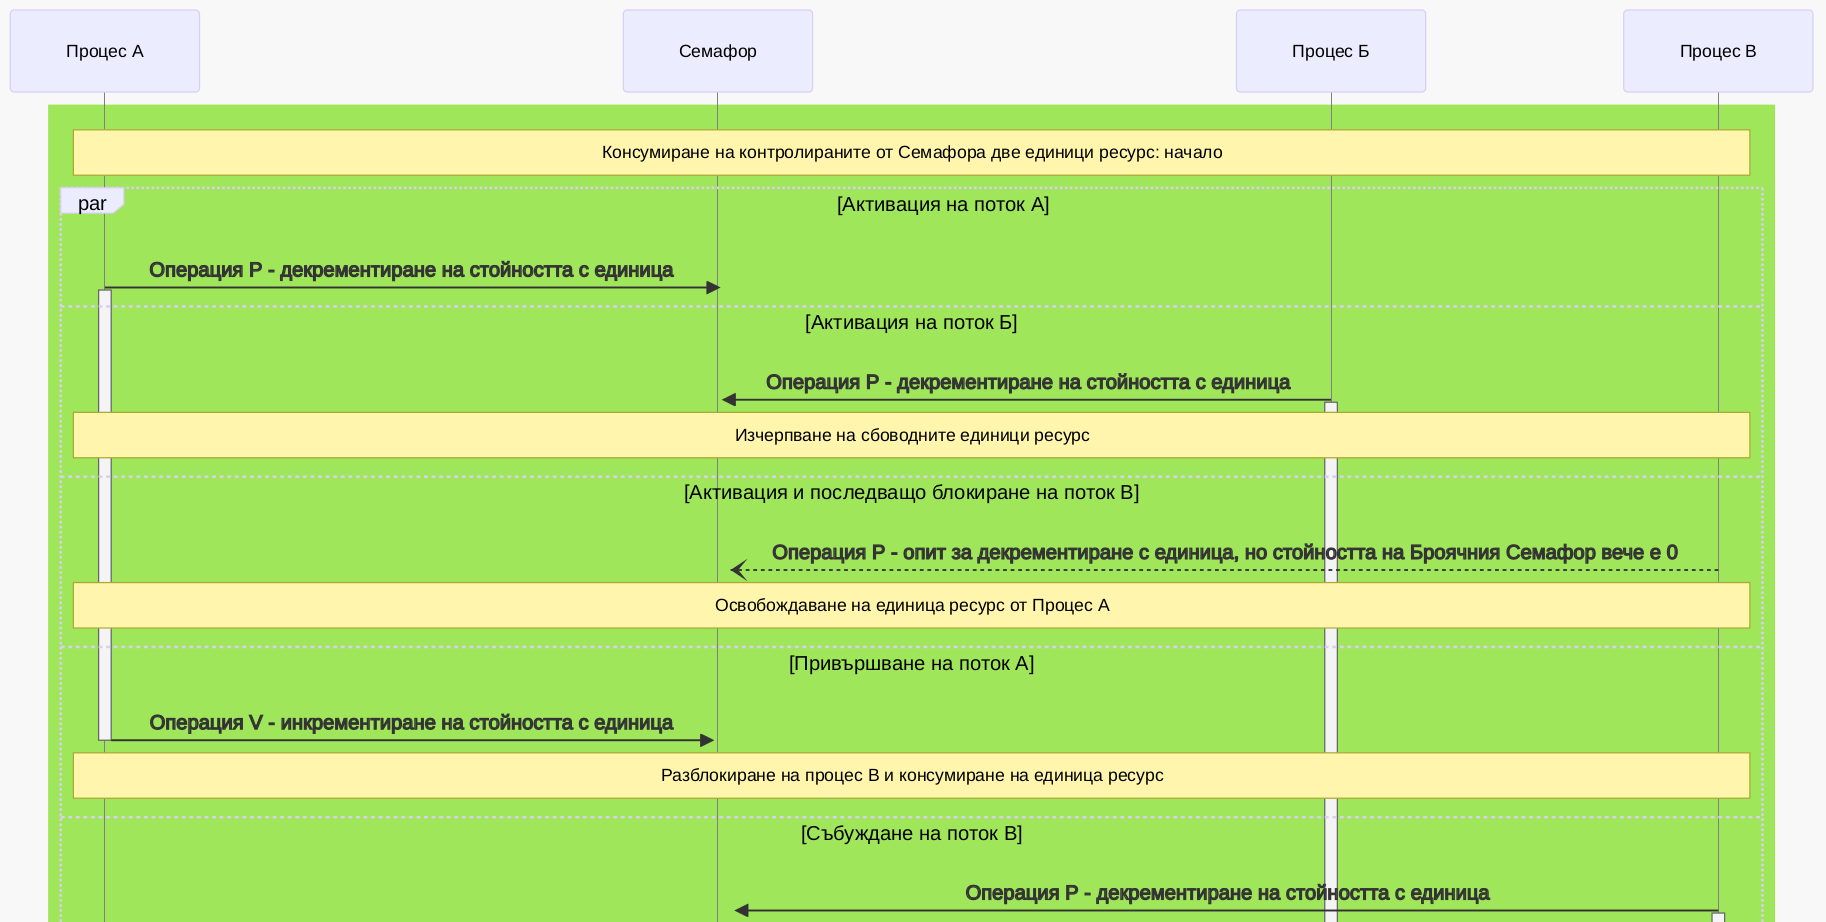 Процес А
Семафор
Процес Б
Процес В
Консумиране на контролираните от Семафора две единици ресурс: начало
par
[Активация на поток А]
Операция P - декрементиране на стойността с единица
[Активация на поток Б]
Операция P - декрементиране на стойността с единица
Изчерпване на сбоводните единици ресурс
[Активация и последващо блокиране на поток В]
Операция P - опит за декрементиране с единица, но стойността на Броячния Семафор вече е 0
Освобождаване на единица ресурс от Процес А
[Привършване на поток А]
Операция V - инкрементиране на стойността с единица
Разблокиране на процес В и консумиране на единица ресурс
[Събуждане на поток В]
Операция P - декрементиране на стойността с единица